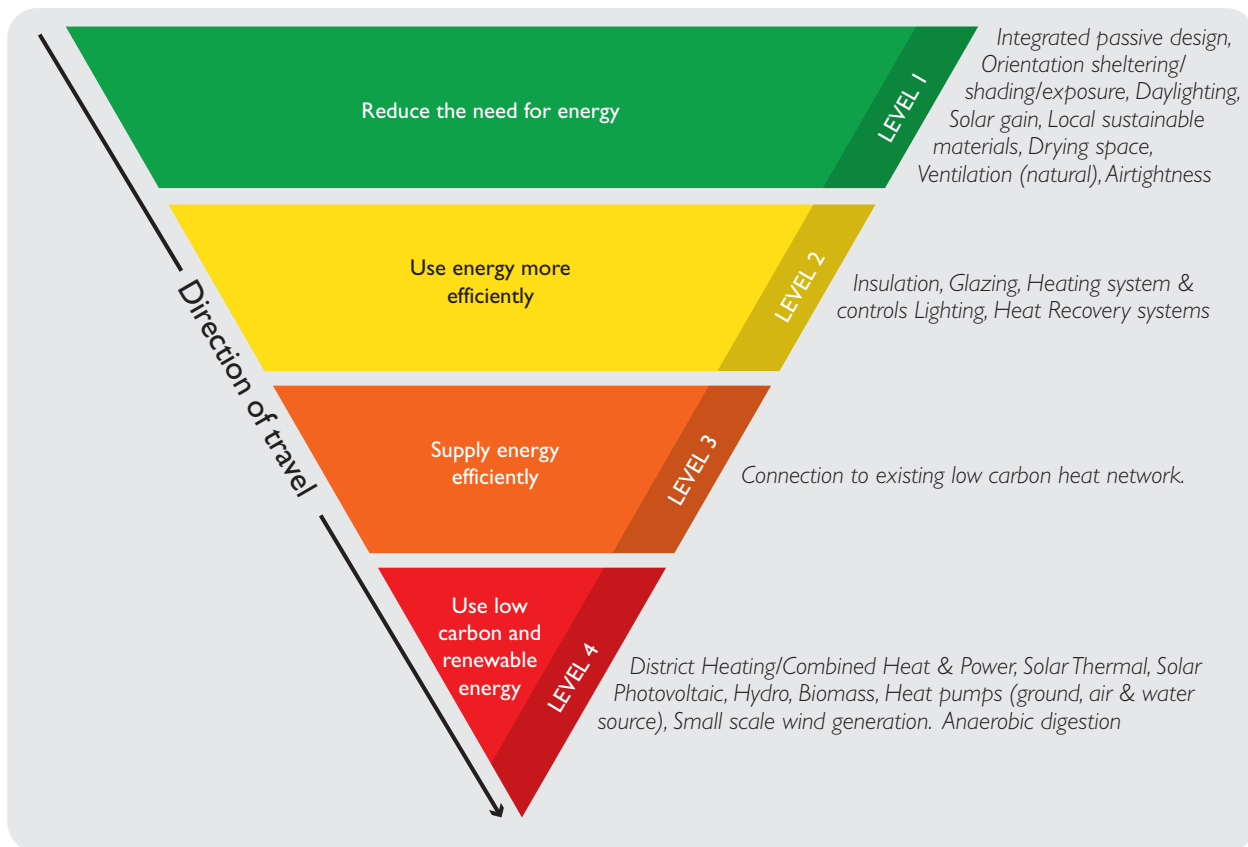 Integrated passive design,
Orientation sheltering/
shading/exposure, Daylighting,
Solar gain, Local sustainable
materials, Drying space,
Ventilation (natural), Airtightness
Reduce the need for energy
LEVEL 1
Use energy more
efficiently
LEVEL 2
Insulation, Glazing, Heating system &
controls Lighting, Heat Recovery systems
Direction of travel
Supply energy
efficiently
LEVEL 3
Connection to existing low carbon heat network.
Use low
carbon and
renewable
energy
LEVEL 4
District Heating/Combined Heat & Power, Solar Thermal, Solar
Photovoltaic, Hydro, Biomass, Heat pumps (ground, air & water
source), Small scale wind generation. Anaerobic digestion